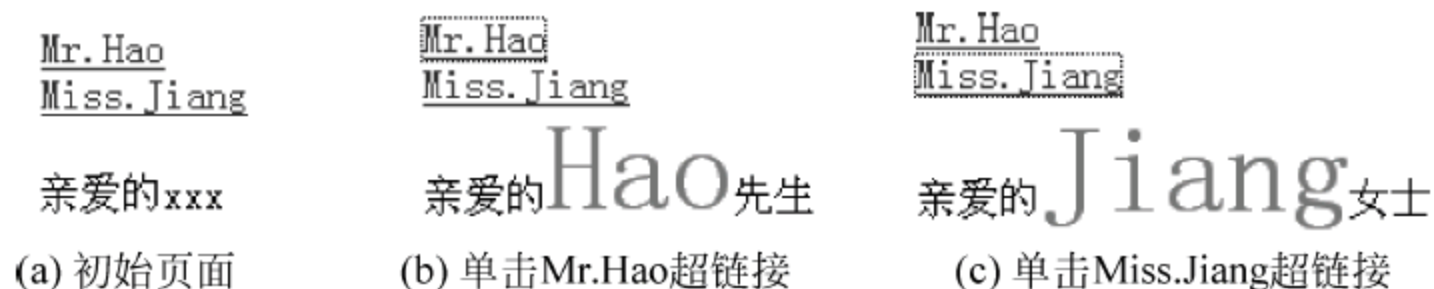 Mr.Hao
Miss.Jiang
亲爱的xxx
(a) 初始页面
Mr.Hao
Miss.Jiang
亲爱的Hao先生
(b) 单击Mr.Hao超链接
Mr.Hao
Miss.Jiang
亲爱的Jiang女士
(c) 单击Miss.Jiang超链接